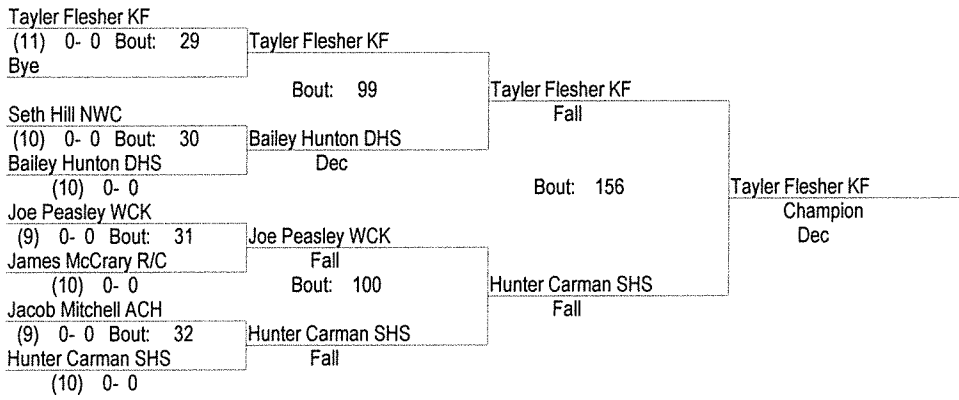 Tayler Flesher KF
(11) 0- 0 Bout: 29
Tayler Flesher KF
Bye
Bout: 99
Tayler Flesher KF
Fall
Seth Hill NWC
(10) 0- 0 Bout: 30
Bailey Hunton DHS
Bailey Hunton DHS
Dec
(10) 0- 0
Bout: 156
Tayler Flesher KF
Champion
Dec
Joe Peasley WCK
(9) 0- 0 Bout: 31
Joe Peasley WCK
James McCrary R/C
Fall
(10) 0- 0
Bout: 100
Hunter Carman SHS
Fall
Jacob Mitchell ACH
(9) 0- 0 Bout: 32
Hunter Carman SHS
Hunter Carman SHS
Fall
(10) 0- 0